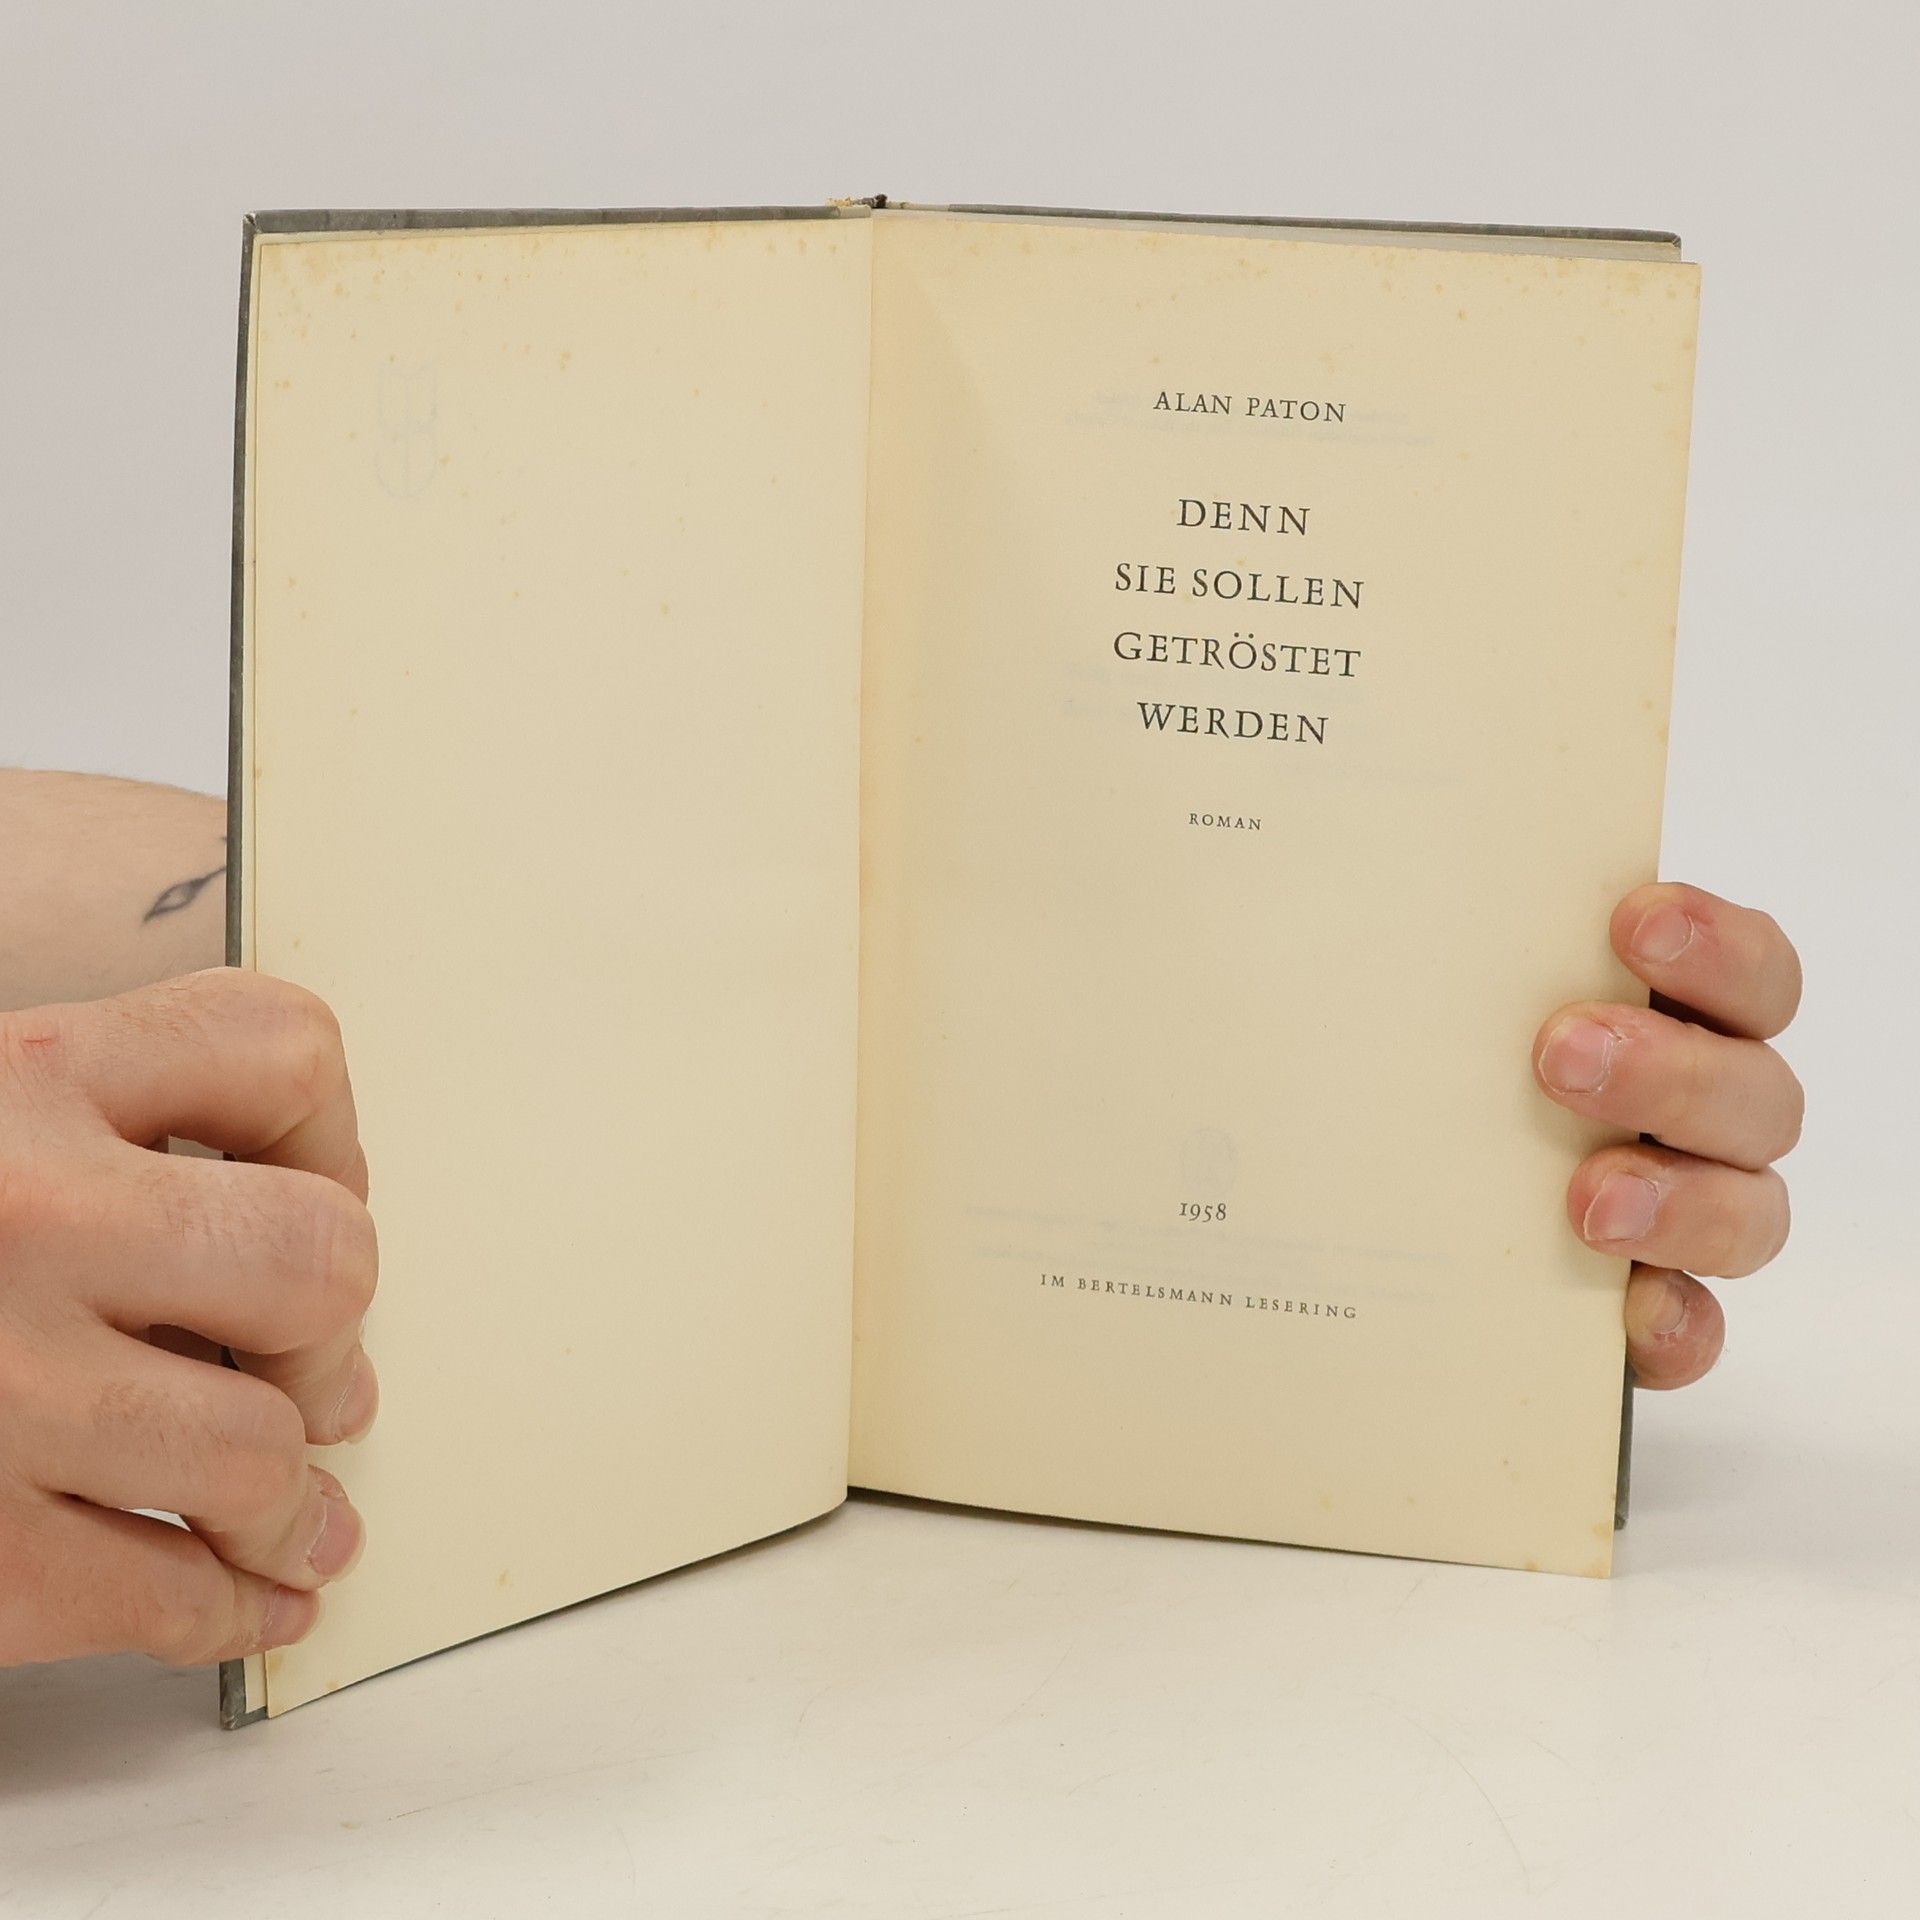 ALAN PATON
DENN
SIE SOLLEN
GETRÖSTET
WERDEN
ROMAN
1958
IM BERTELSMANN LESERING